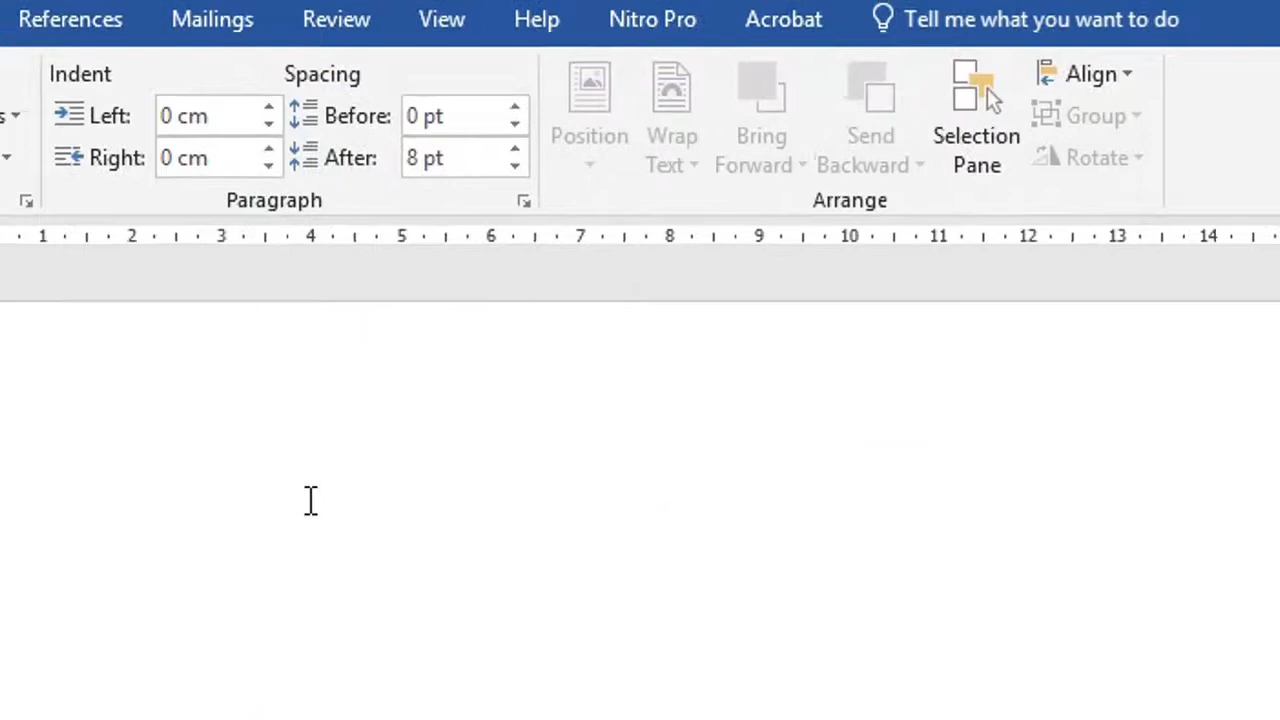 References Mailings Review View Help Nitro Pro Acrobat Tell me what you want to do
Indent Spacing
Left: 0 cm Before: 0 pt
Right: 0 cm After: 8 pt
Paragraph
Position
Wrap
Text
Bring
Forward
Send
Backward
Selection
Pane
Align
Group
Rotate
Arrange
1 2 3 4 5 6 7 8 9 10 11 12 13 14